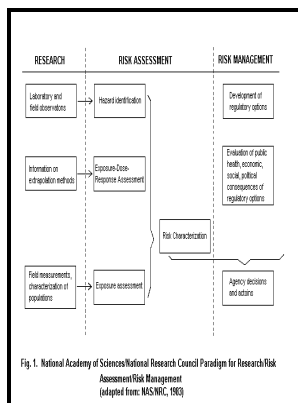 RESEARCH
RISK ASSESSMENT
RISK MANAGEMENT
Laboratory and
field observations
Hazard identification
Development of
regulatory options
Information on
extrapolation methods
Exposure-Dose-
Response Assessment
Evaluation of public
health, economic,
social, political
consequences of
regulatory options
Risk Characterization
Field measurements,
characterization of
populations
Exposure assessment
Agency decisions
and actoins
Fig. 1. National Academy of Sciences/National Research Council Paradigm for Research/Risk
Assessment/Risk Management
(adapted from: NAS/NRC, 1983)